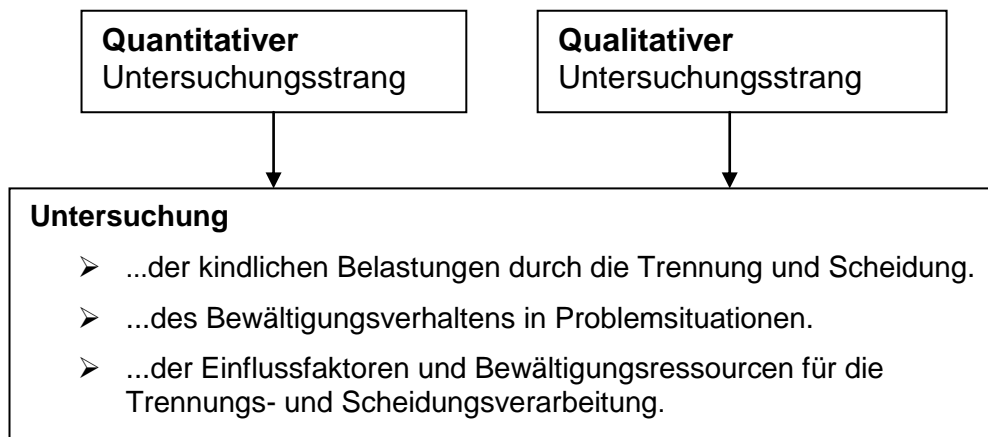 Quantitativer
Untersuchungsstrang
Qualitativer
Untersuchungsstrang
Untersuchung
➢ ...der kindlichen Belastungen durch die Trennung und Scheidung.
➢ ...des Bewältigungsverhaltens in Problemsituationen.
➢ ...der Einflussfaktoren und Bewältigungsressourcen für die
Trennungs- und Scheidungsverarbeitung.